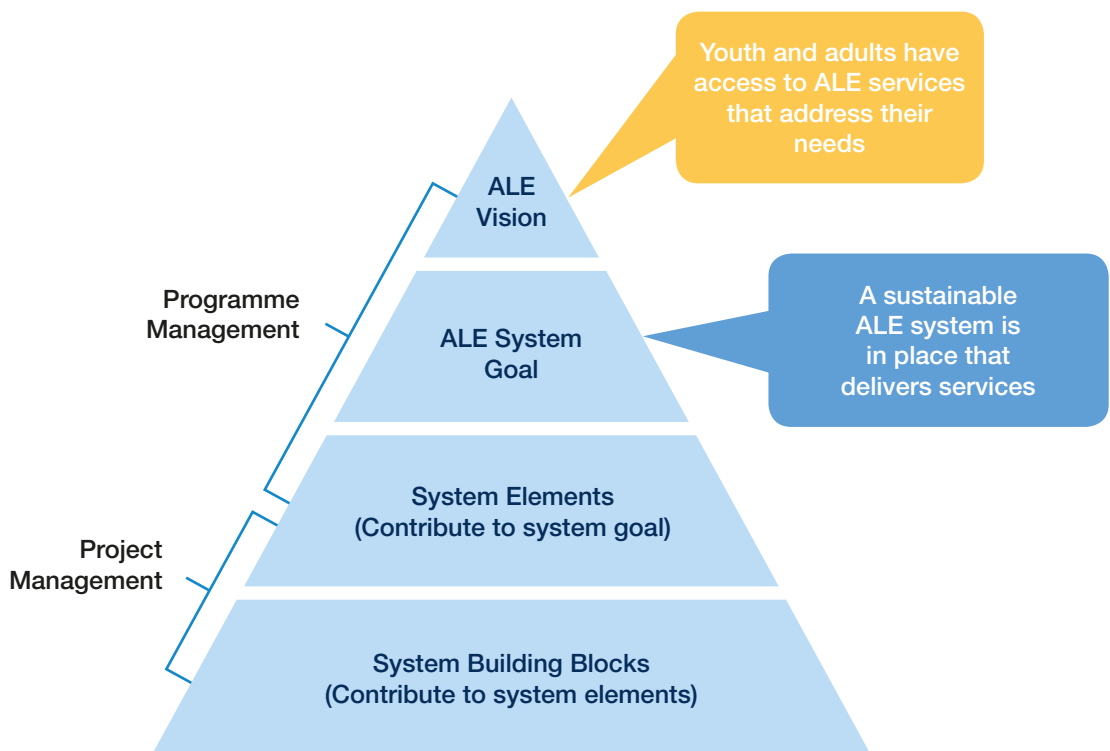 Youth and adults have
access to ALE services
that address their
needs
ALE
Vision
Programme
Management
ALE System
Goal
A sustainable
ALE system is
in place that
delivers services
System Elements
(Contribute to system goal)
Project
Management
System Building Blocks
(Contribute to system elements)